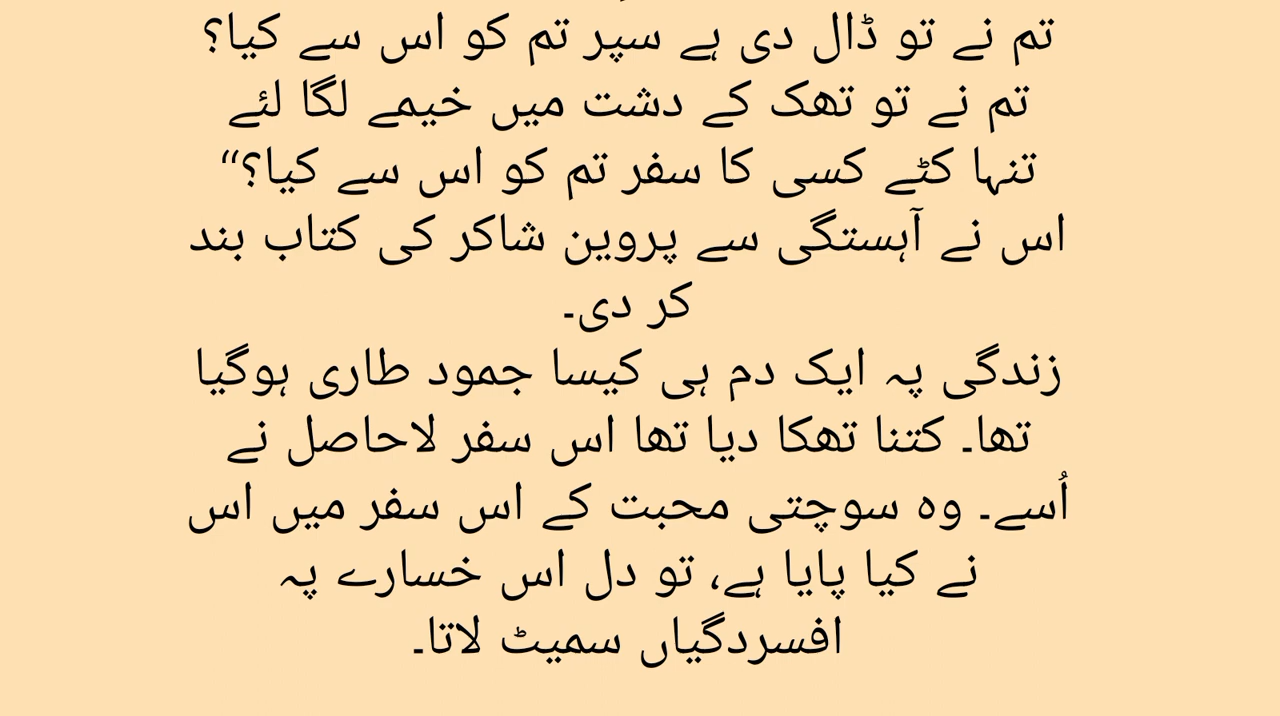 تم نے تو ڈال دی ہے سپر تم کو اس سے کیا؟
تم نے تو تھک کے دشت میں خیمے لگا لئے
تنہا کٹے کسی کا سفر تم کو اس سے کیا؟“
اس نے آہستگی سے پروین شاکر کی کتاب بند
کر دی۔
زندگی پہ ایک دم ہی کیسا جمود طاری ہوگیا
تھا۔ کتنا تھکا دیا تھا اس سفر لاحاصل نے
اُسے۔ وہ سوچتی محبت کے اس سفر میں اس
نے کیا پایا ہے، تو دل اس خسارے پہ
افسردگیاں سمیٹ لاتا۔